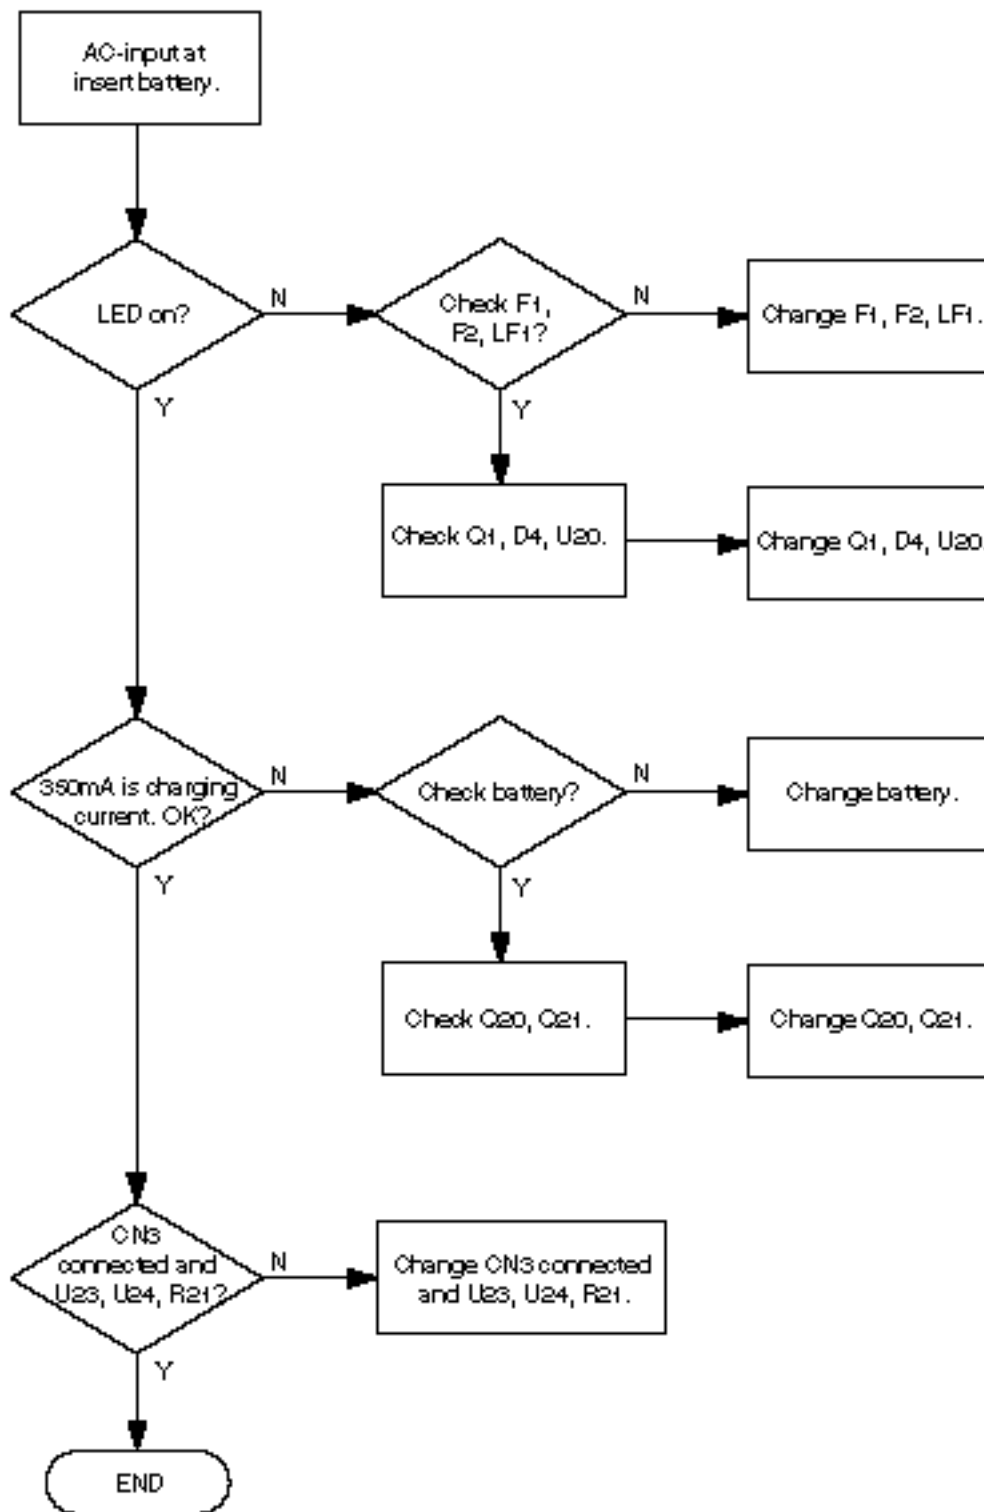 AC-input at
insert battery.
LED on?
N
Check F1,
F2, LF1?
N
Change F1, F2, LF1.
Y
Y
Check Q1, D4, U20.
Change Q1, D4, U20.
350mA is charging
current. OK?
N
Check battery?
N
Change battery.
Y
Y
Check Q20, Q21.
Change Q20, Q21.
CN3
connected and
U23, U24, R21?
N
Change CN3 connected
and U23, U24, R21.
Y
END